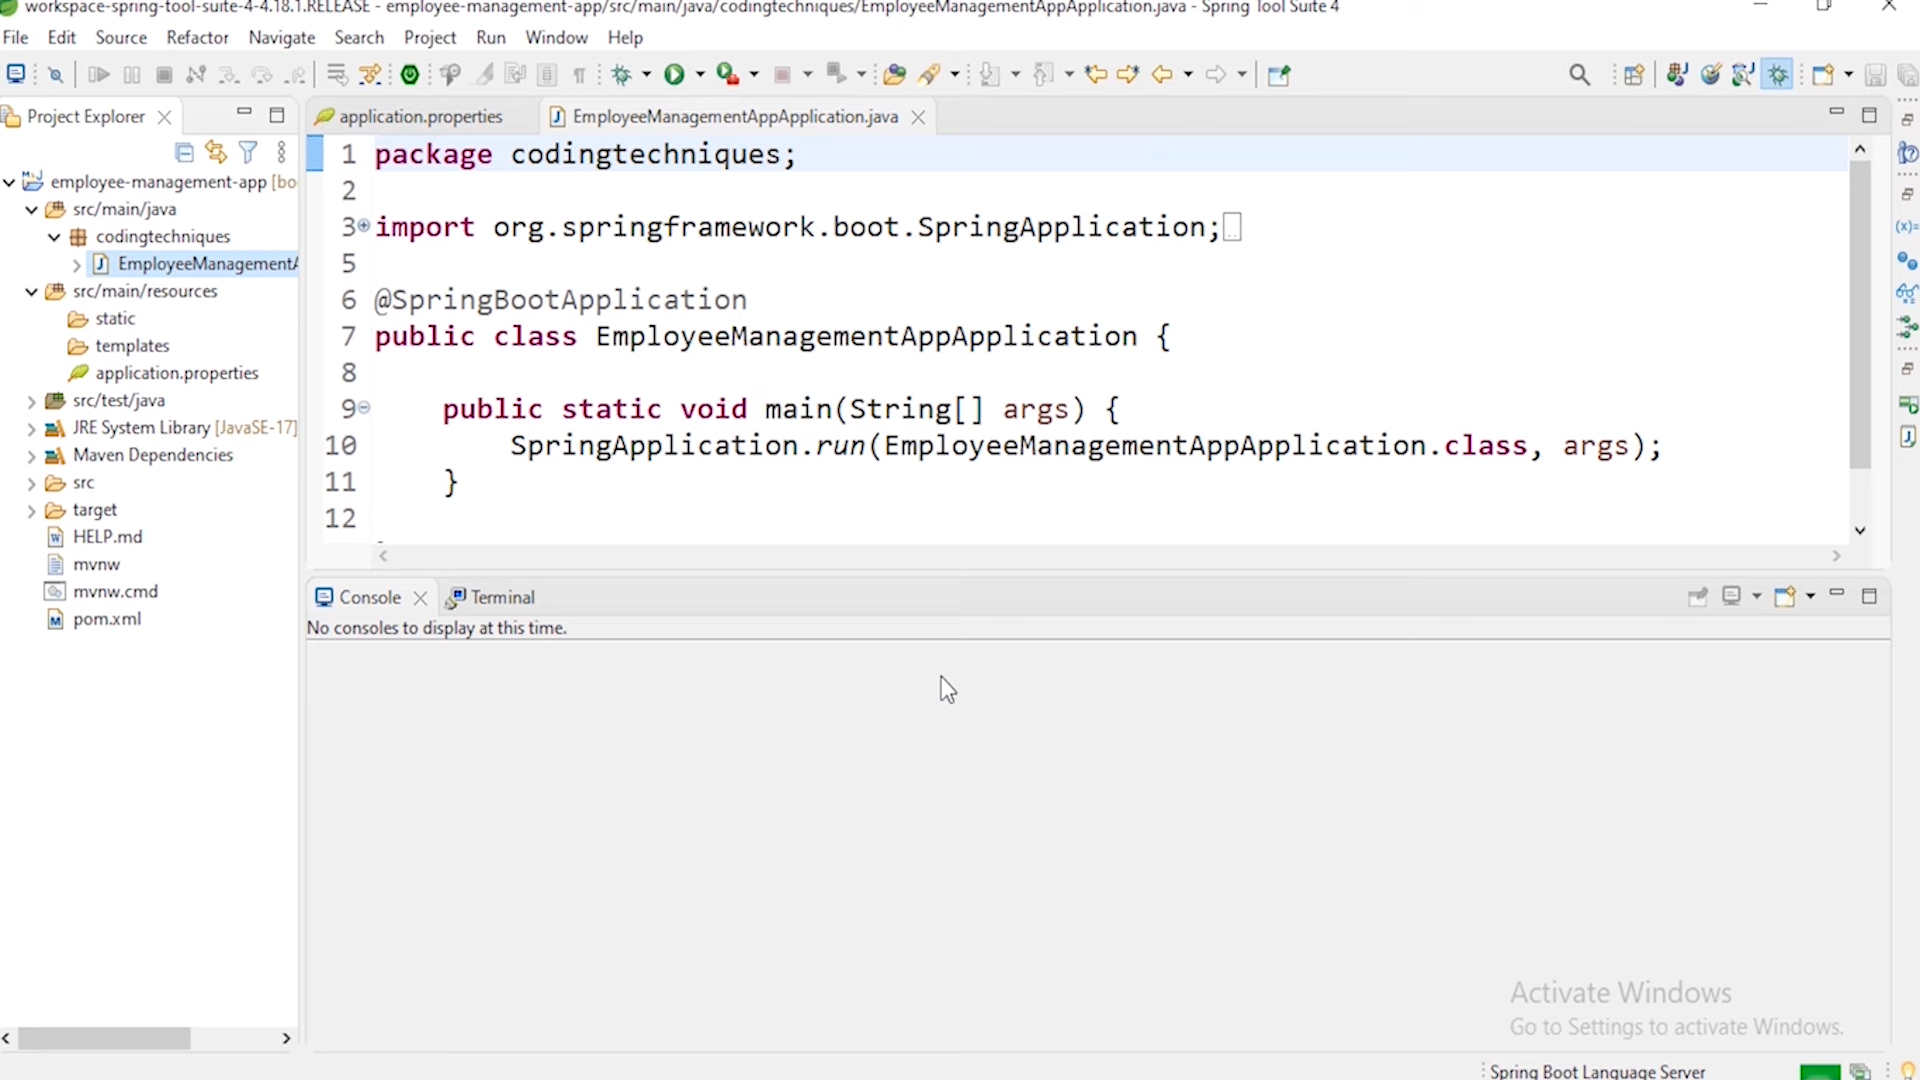 workspace-spring-tool-suite-4-4.18.1.RELEASE - employee-management-app/src/main/java/codingtechniques/EmployeeManagementAppApplication.java - Spring Tool Suite 4
File Edit Source Refactor Navigate Search Project Run Window Help
Project Explorer
employee-management-app [bo
src/main/java
codingtechniques
EmployeeManagementA
src/main/resources
static
templates
application.properties
src/test/java
JRE System Library [JavaSE-17]
Maven Dependencies
src
target
HELP.md
mvnw
mvnw.cmd
pom.xml
application.properties
EmployeeManagementAppApplication.java
1 package codingtechniques;
2
3 import org.springframework.boot.SpringApplication;
5
6 @SpringBootApplication
7 public class EmployeeManagementAppApplication {
8
9 public static void main(String[] args) {
10 SpringApplication.run(EmployeeManagementAppApplication.class, args);
11 }
12
Console Terminal
No consoles to display at this time.
Activate Windows
Go to Settings to activate Windows.
Spring Boot Language Server